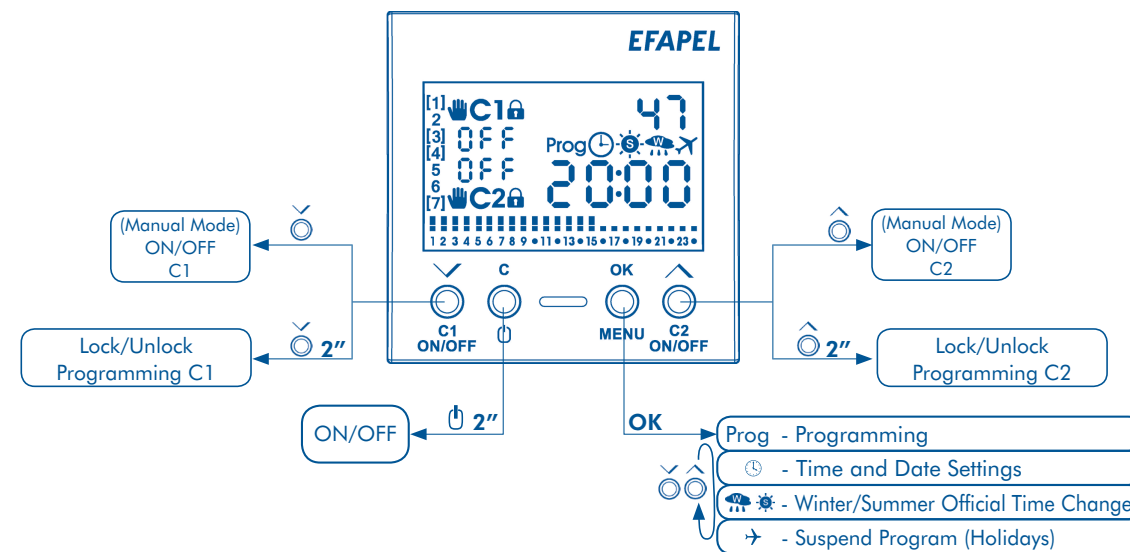 EFAPEL
[1]
2
C1
47
[3]
OFF
[4]
Prog
S
W
5
OFF
20:00
6
[7]
C2
1 2 3 4 5 6 7 8 9 • 11 • 13 • 15 • 17 • 19 • 21 • 23 •
C
OK
C1
ON/OFF
MENU
C2
ON/OFF
(Manual Mode)
ON/OFF
C1
(Manual Mode)
ON/OFF
C2
2”
Lock/Unlock
Programming C1
2”
Lock/Unlock
Programming C2
ON/OFF
2”
OK
Prog - Programming
- Time and Date Settings
W S - Winter/Summer Official Time Change
- Suspend Program (Holidays)